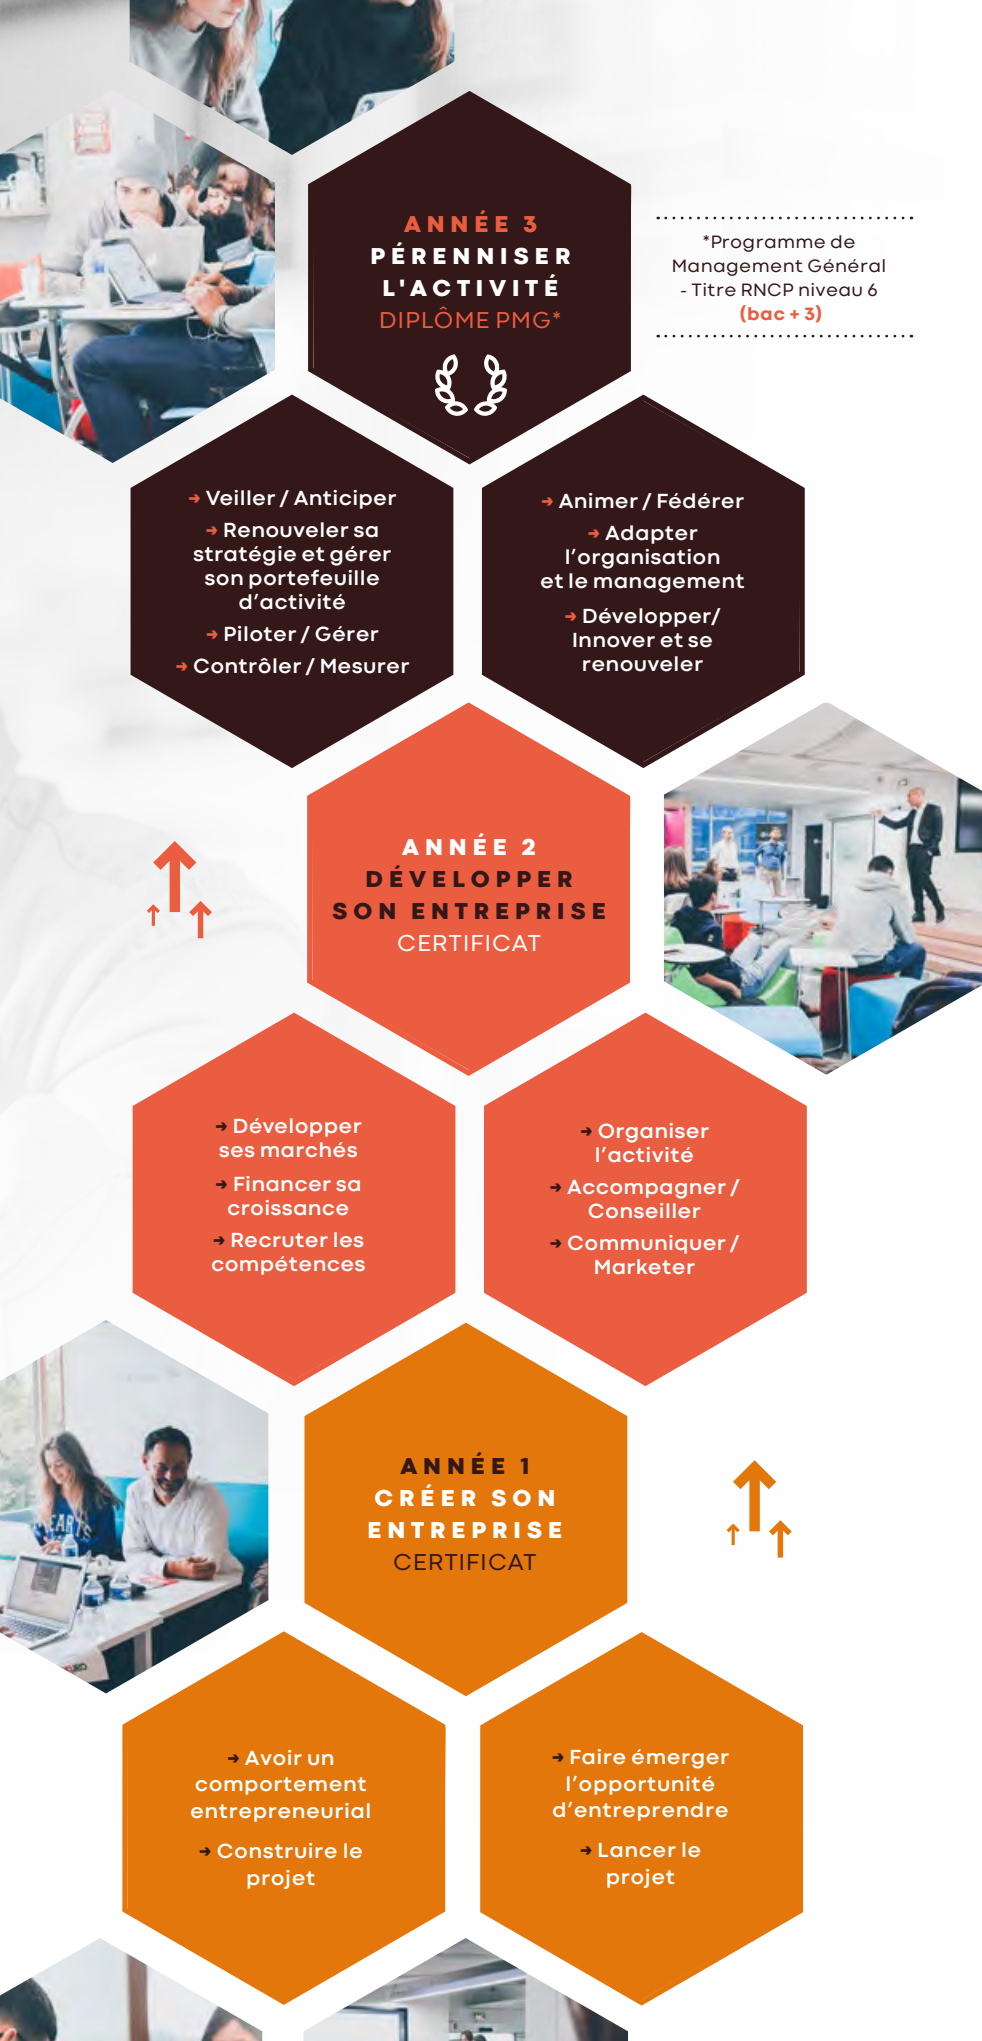 ANNÉE 3
PÉRENNISER
L'ACTIVITÉ
DIPLÔME PMG*
*Programme de
Management Général
- Titre RNCP niveau 6
(bac + 3)
→ Veiller / Anticiper
→ Renouveler sa
stratégie et gérer
son portefeuille
d’activité
→ Piloter / Gérer
→ Contrôler / Mesurer
→ Animer / Fédérer
→ Adapter
l’organisation
et le management
→ Développer/
Innover et se
renouveler
ANNÉE 2
DÉVELOPPER
SON ENTREPRISE
CERTIFICAT
→ Développer
ses marchés
→ Financer sa
croissance
→ Recruter les
compétences
→ Organiser
l’activité
→ Accompagner /
Conseiller
→ Communiquer /
Marketer
ANNÉE 1
CRÉER SON
ENTREPRISE
CERTIFICAT
→ Avoir un
comportement
entrepreneurial
→ Construire le
projet
→ Faire émerger
l’opportunité
d’entreprendre
→ Lancer le
projet